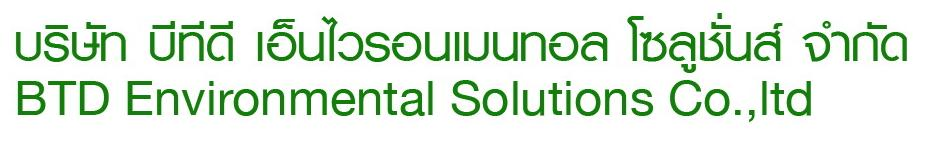 บริษัท บีทีดี เอ็นไวรอนเมนทอล โซลูชั่นส์ จำกัด
BTD Environmental Solutions Co.,ltd